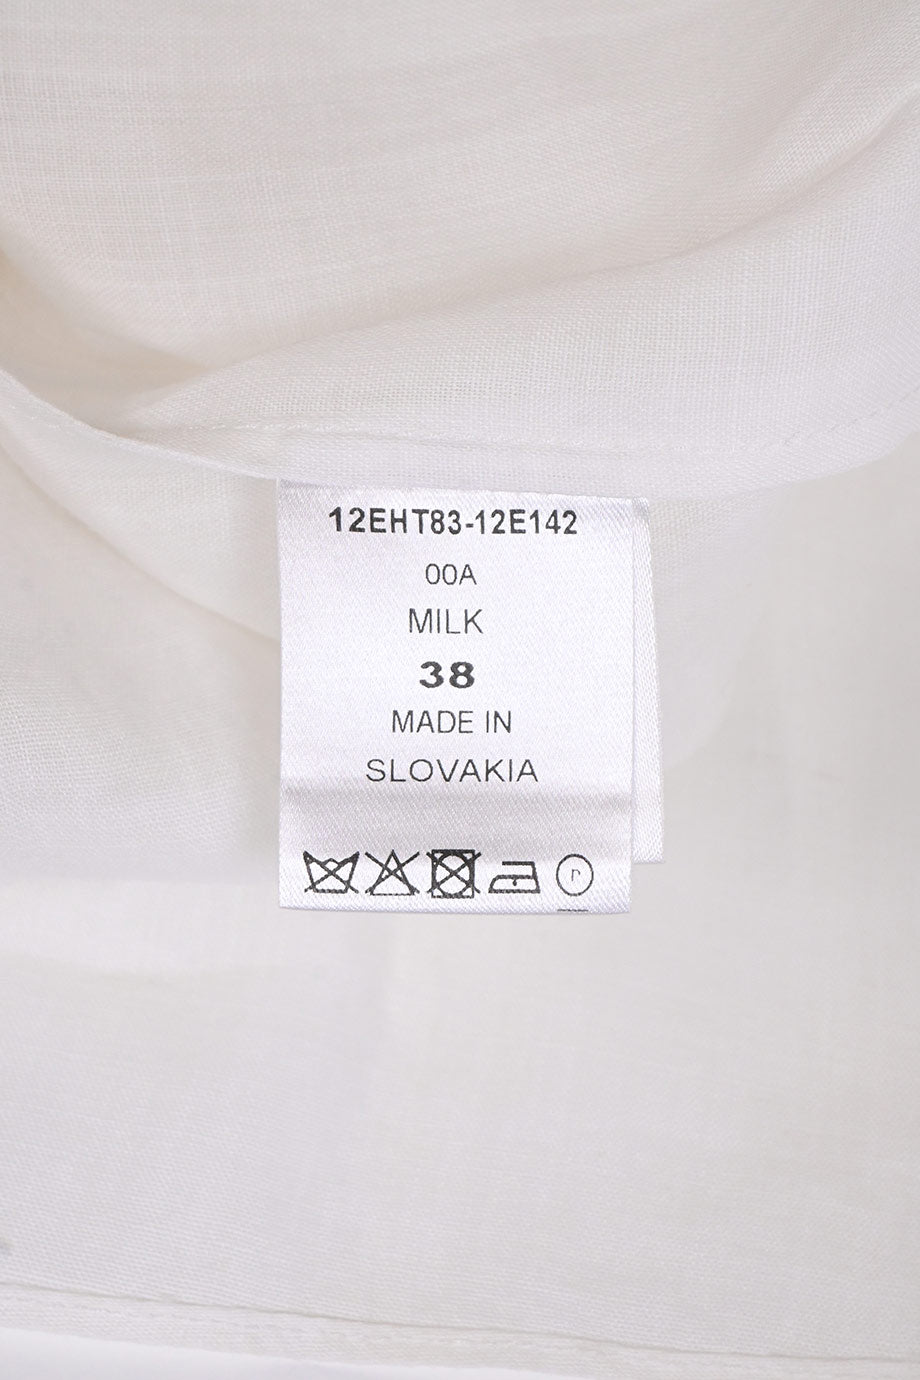 12EHT83-12E142
00A
MILK
38
MADE IN
SLOVAKIA